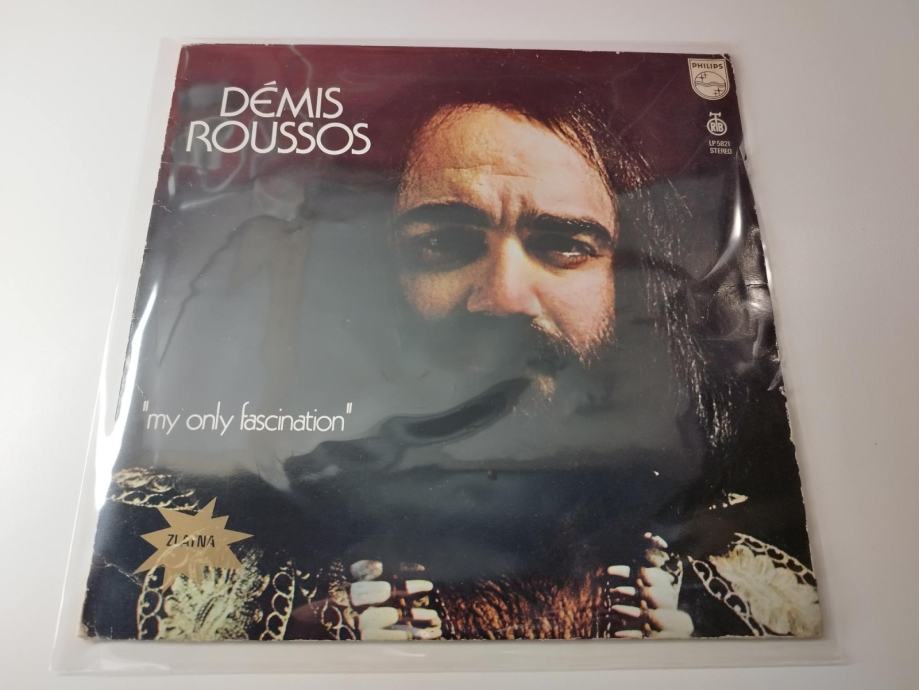 DÉMIS
ROUSSOS
PHILIPS
RTB
LP 5821
STEREO
"my only fascination"
ZLATNA